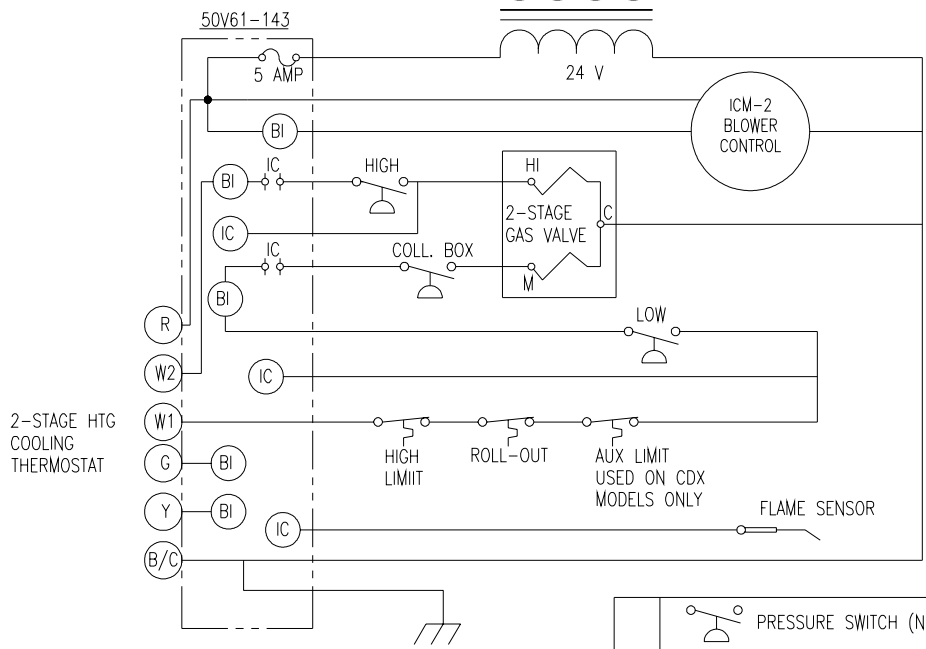 50V61-143
5 AMP
24 V
ICM-2
BLOWER
CONTROL
BI
BI
IC
HIGH
HI
2-STAGE
GAS VALVE
C
IC
IC
COLL. BOX
M
BI
LOW
R
W2
IC
2-STAGE HTG
COOLING
THERMOSTAT
W1
HIGH
LIMIIT
ROLL-OUT
AUX LIMIT
USED ON CDX
MODELS ONLY
G
BI
Y
BI
IC
FLAME SENSOR
B/C
PRESSURE SWITCH (N